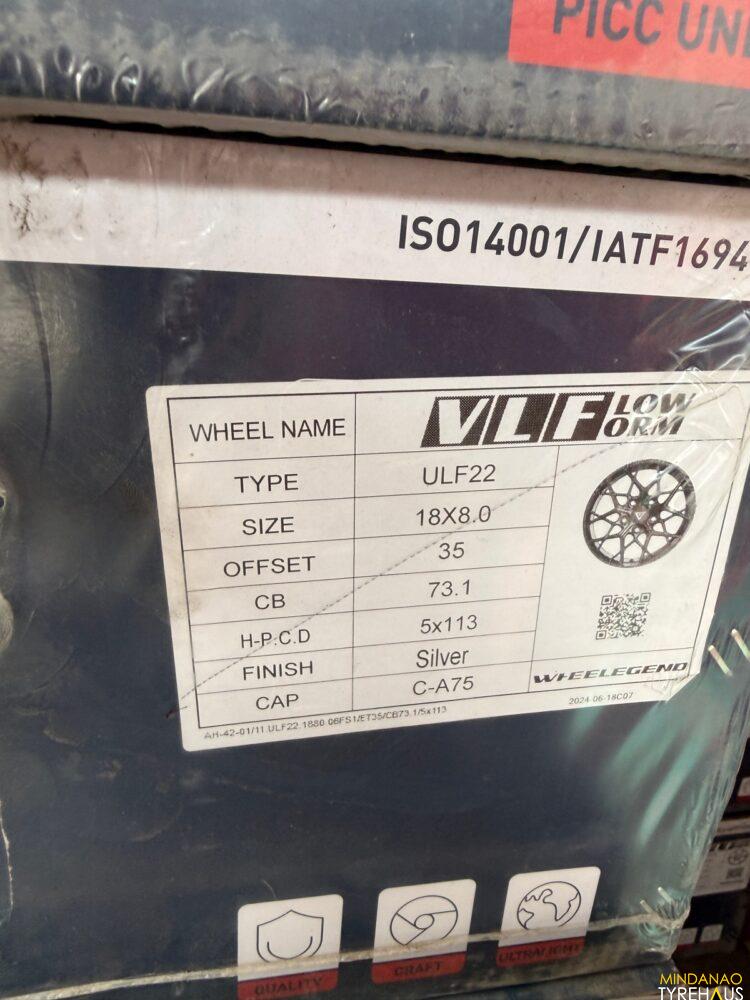 PICC UNI
ISO14001/IATF1694
WHEEL NAME VLF LOW FORM
TYPE ULF22
SIZE 18X8.0
OFFSET 35
CB 73.1
H-P.C.D 5x113
FINISH Silver
CAP C-A75
WHEELEGEND
2024-06-18C07
AH-42-01/11.ULF22.1880.06FS1/ET35/CB73.1/5x113
QUALITY
CRAFT
ULTRALIGHT
MINDANAO
TYREHAUS